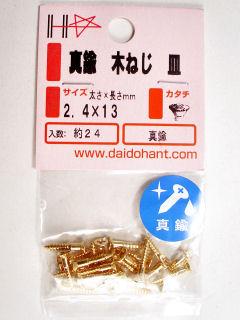 真鍮 木ねじ 皿
サイズ 太さ×長さmm
2.4×13
カタチ
入数: 約24
真鍮
www.daidohant.com
真鍮